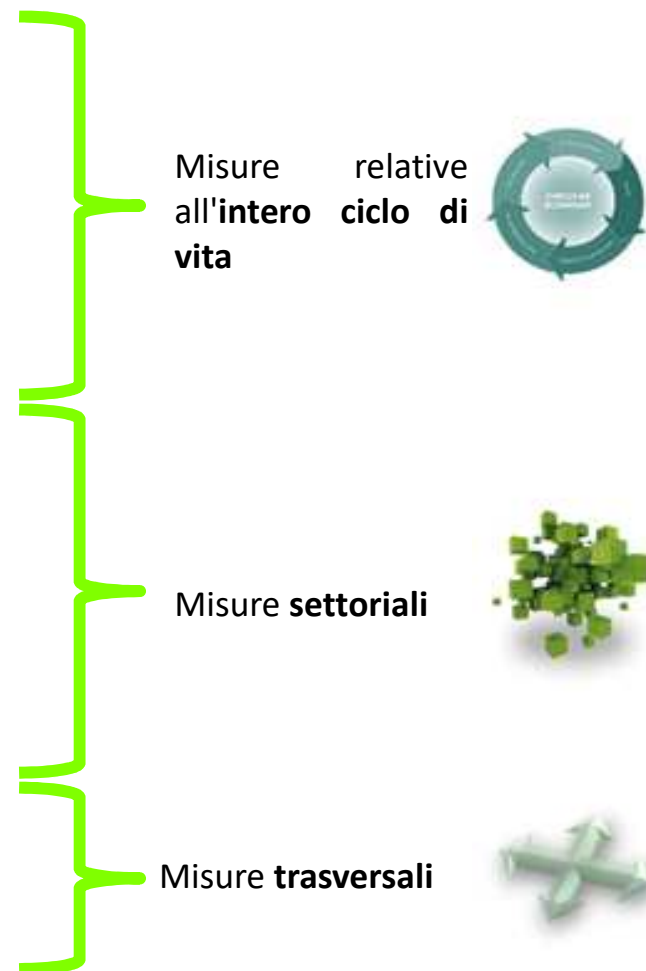 Misure relative
all'intero ciclo di
vita
Misure settoriali
Misure trasversali